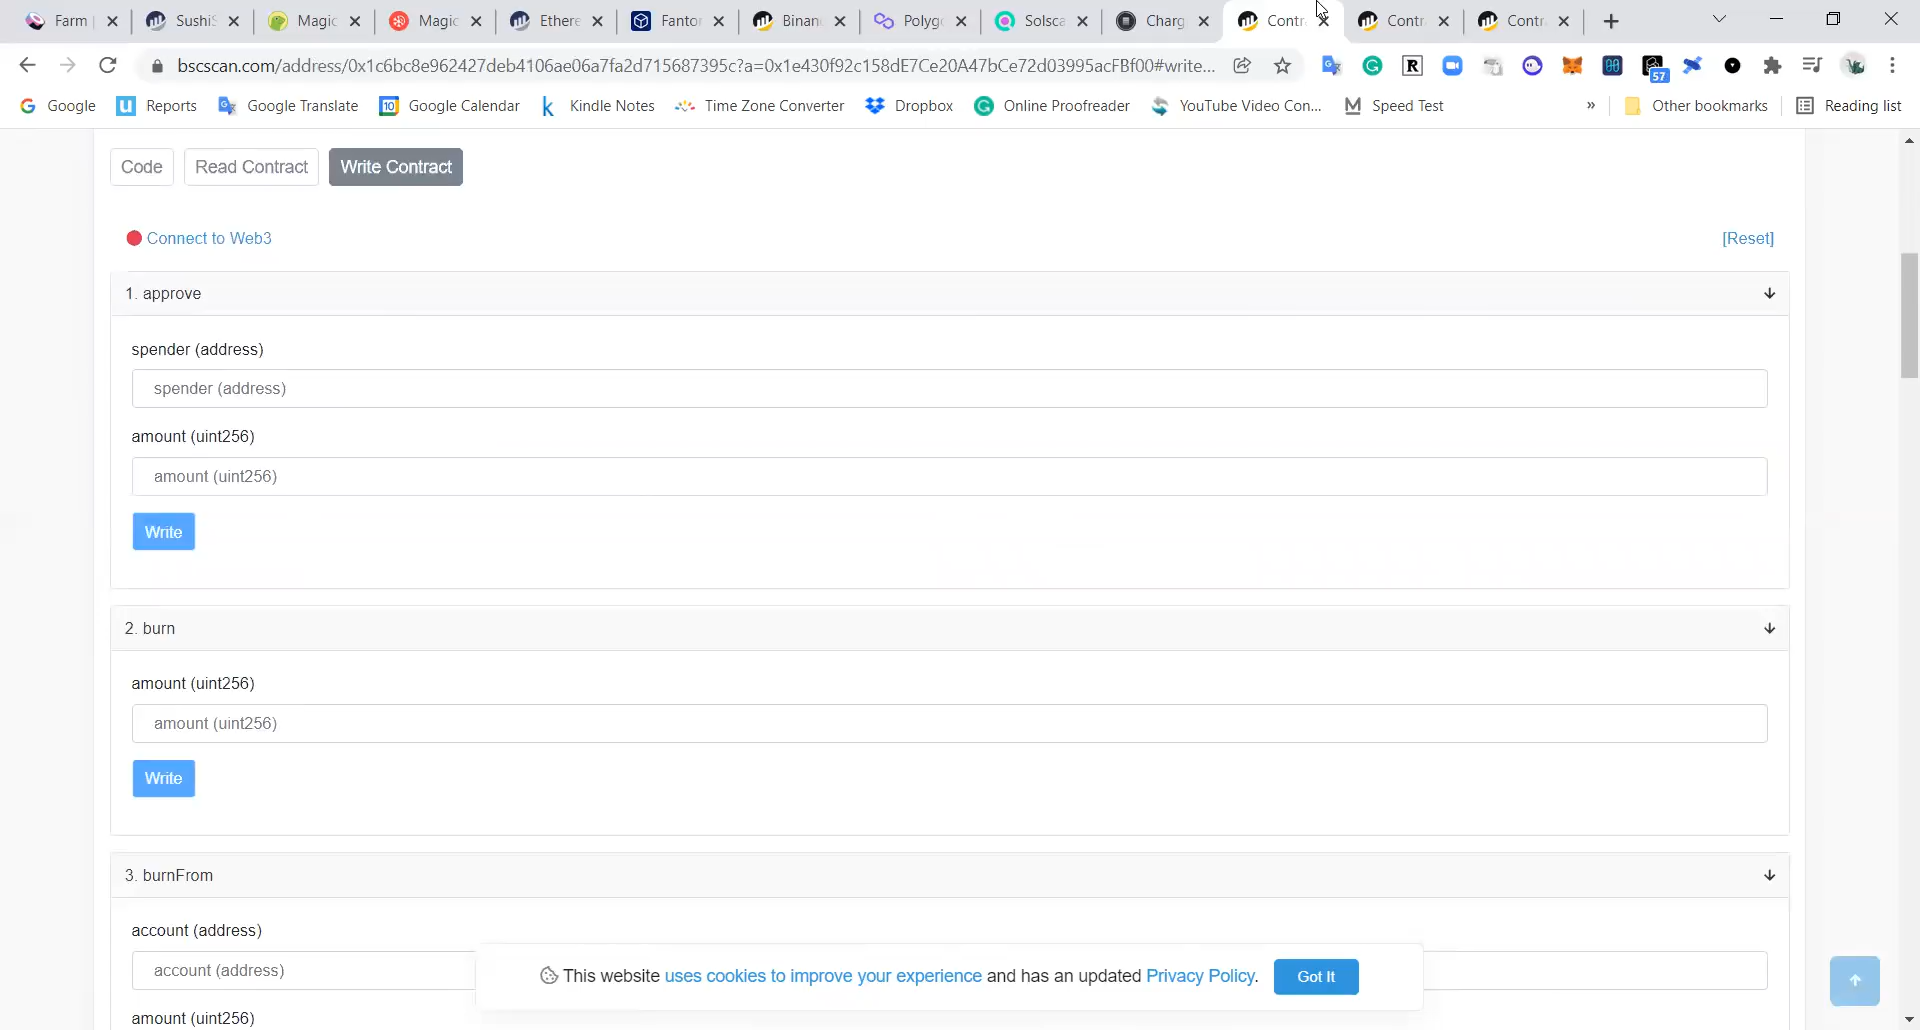 Farm
SushiS
Magic
Magic
Ethere
Fantor
Binan
Polyg
Solsca
Charg
Contr
Contr
Contr
bscscan.com/address/0x1c6bc8e962427deb4106ae06a7fa2d715687395c?a=0x1e430f92c158dE7Ce20A47bCe72d03995acFBf00#write...
57
Google
Reports
Google Translate
10 Google Calendar
Kindle Notes
Time Zone Converter
Dropbox
Online Proofreader
YouTube Video Con...
Speed Test
»
Other bookmarks
Reading list
Code
Read Contract
Write Contract
Connect to Web3
[Reset]
1. approve
spender (address)
spender (address)
amount (uint256)
amount (uint256)
Write
2. burn
amount (uint256)
amount (uint256)
Write
3. burnFrom
account (address)
account (address)
This website uses cookies to improve your experience and has an updated Privacy Policy.
Got It
amount (uint256)